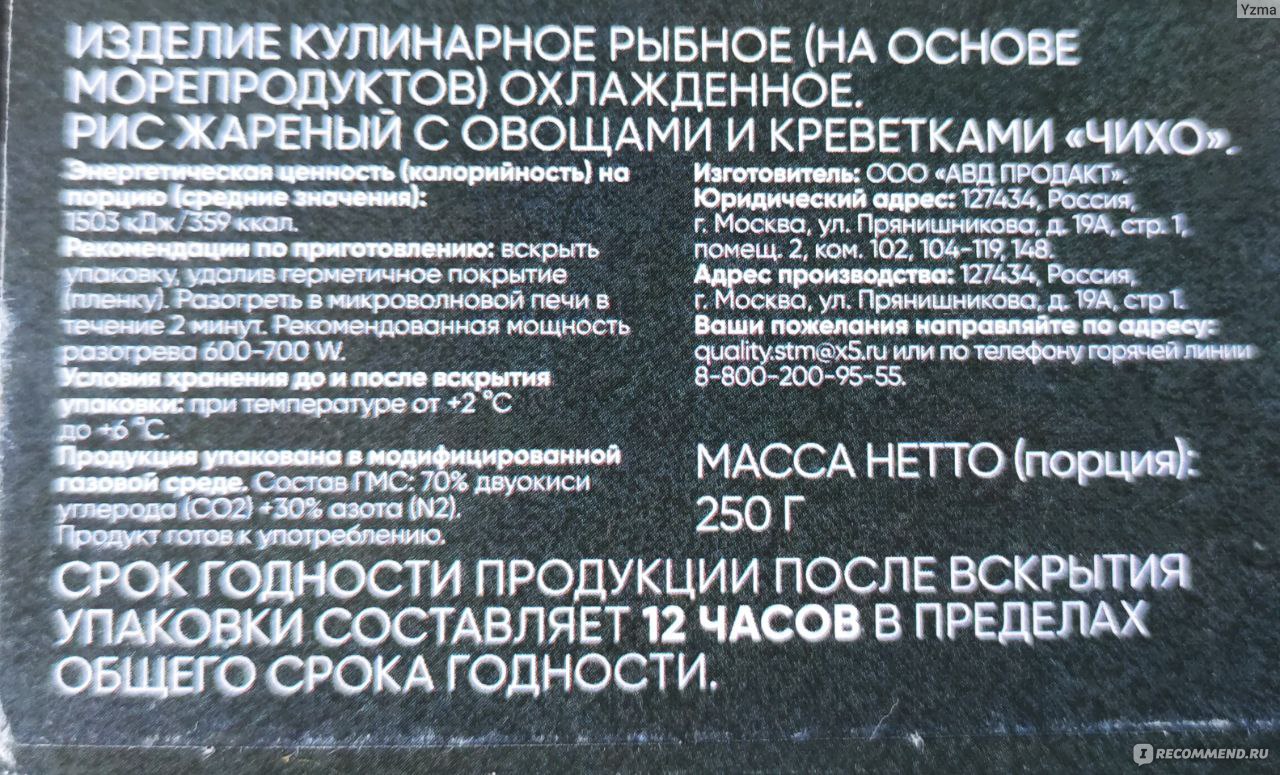 Yzma
ИЗДЕЛИЕ КУЛИНАРНОЕ РЫБНОЕ (НА ОСНОВЕ
МОРЕПРОДУКТОВ) ОХЛАЖДЕННОЕ.
РИС ЖАРЕНЫЙ С ОВОЩАМИ И КРЕВЕТКАМИ «ЧИХО».
Энергетическая ценность (калорийность) на
порцию (средние значения):
1503 кДж/359 ккал.
Рекомендации по приготовлению: вскрыть
упаковку, удалив герметичное покрытие
(пленку). Разогреть в микроволновой печи в
течение 2 минут. Рекомендованная мощность
разогрева 600-700 W.
Условия хранения до и после вскрытия
упаковки: при температуре от +2 °C
до +6 °C.
Продукция упакована в модифицированной
газовой среде. Состав ГМС: 70% двуокиси
углерода (CO2) +30% азота (N2).
Продукт готов к употреблению.
Изготовитель: ООО «АВД ПРОДАКТ».
Юридический адрес: 127434, Россия,
г. Москва, ул. Прянишникова, д. 19А, стр. 1,
помещ. 2, ком. 102, 104-119, 148.
Адрес производства: 127434, Россия,
г. Москва, ул. Прянишникова, д. 19А, стр 1.
Ваши пожелания направляйте по адресу:
quality.stm@x5.ru или по телефону горячей линии
8-800-200-95-55.
МАССА НЕТТО (порция):
250 Г
СРОК ГОДНОСТИ ПРОДУКЦИИ ПОСЛЕ ВСКРЫТИЯ
УПАКОВКИ СОСТАВЛЯЕТ 12 ЧАСОВ В ПРЕДЕЛАХ
ОБЩЕГО СРОКА ГОДНОСТИ.
IRECOMMEND.RU